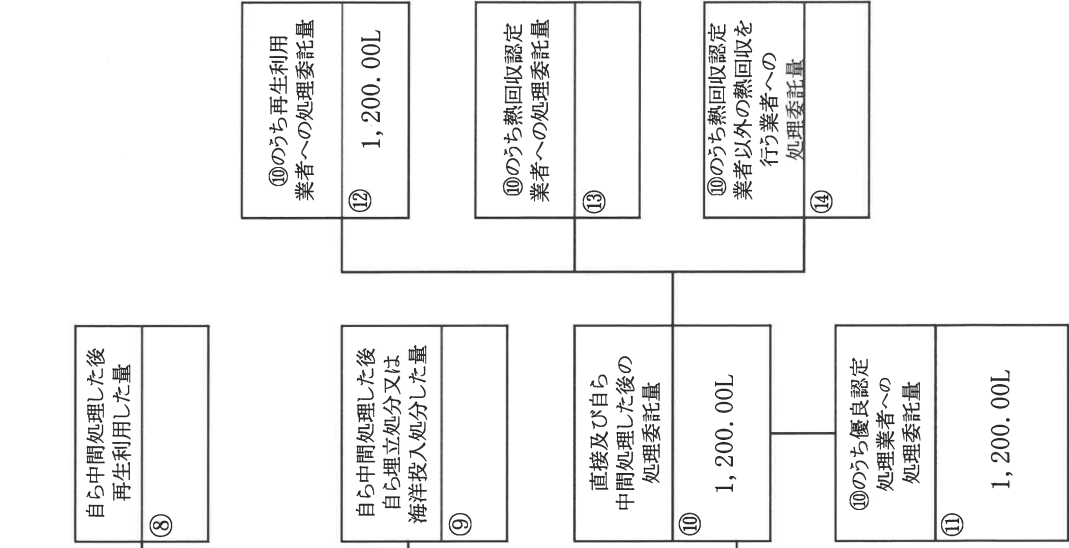 自ら中間処理した後
再生利用した量
⑧
自ら中間処理した後
自ら埋立処分又は
海洋投入処分した量
⑨
直接及び自ら
中間処理した後の
処理委託量
⑩
1,200.00L
⑩のうち優良認定
処理業者への
処理委託量
⑪
1,200.00L
⑩のうち再生利用
業者への処理委託量
⑫
1,200.00L
⑩のうち熱回収認定
業者への処理委託量
⑬
⑩のうち熱回収認定
業者以外の熱回収を
行う業者への
処理委託量
⑭